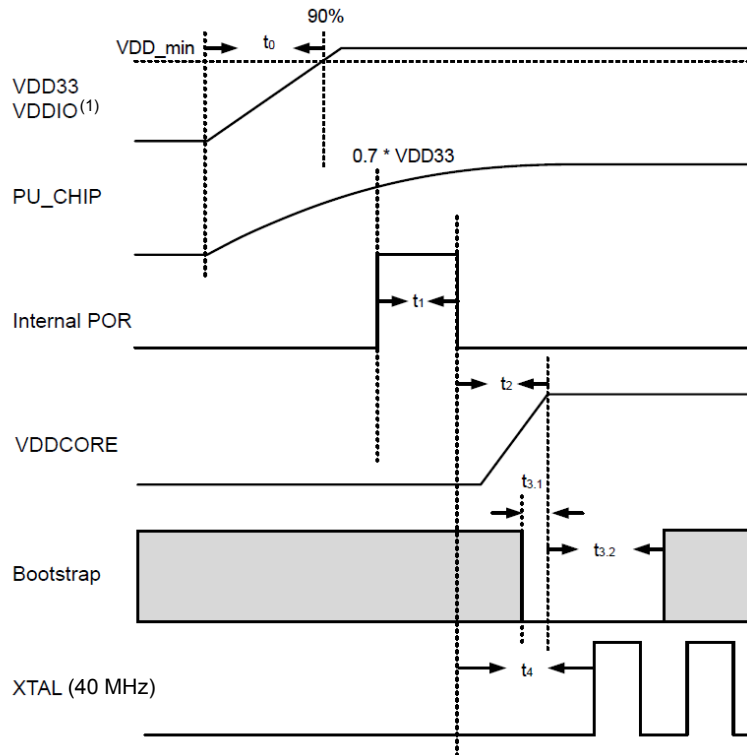 90%
VDD_min
t0
VDD33
VDDIO(1)
0.7 * VDD33
PU_CHIP
t1
Internal POR
t2
VDDCORE
t3.1
t3.2
Bootstrap
t4
XTAL (40 MHz)